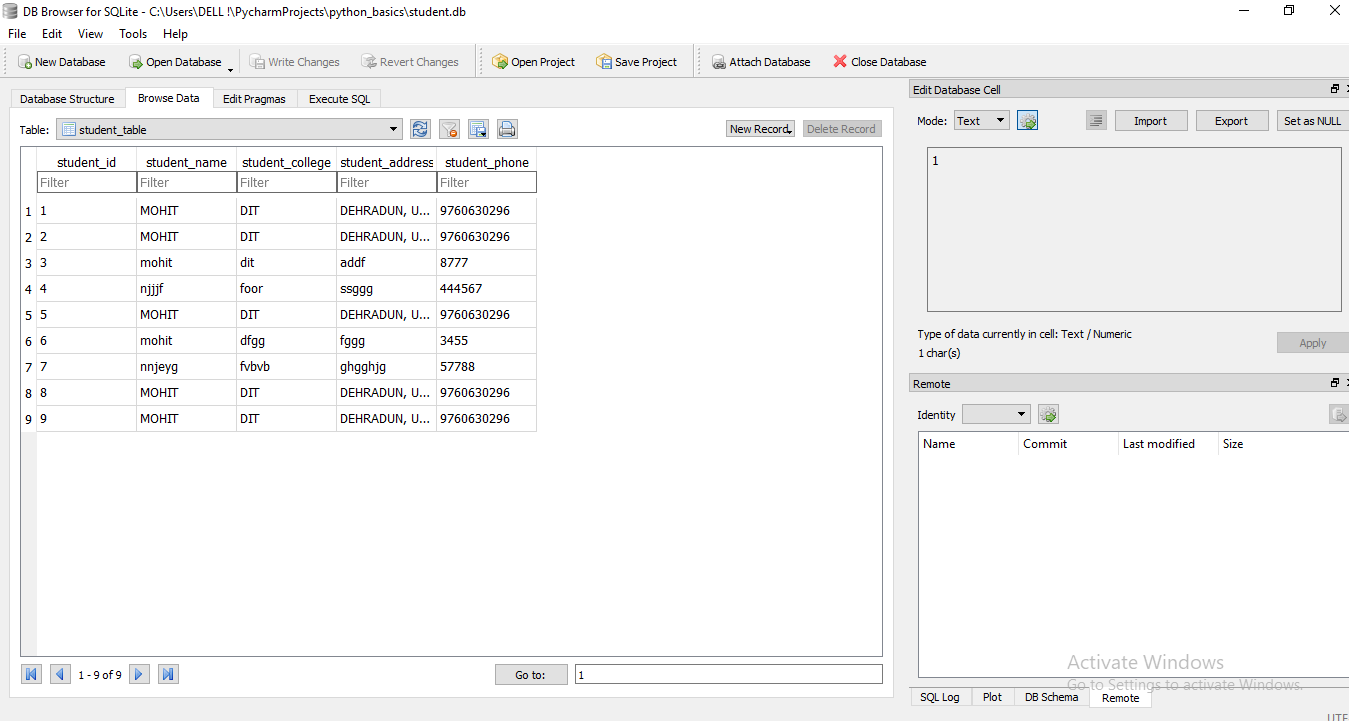 DB Browser for SQLite - C:\Users\DELL !\PycharmProjects\python_basics\student.db
File Edit View Tools Help
New Database Open Database Write Changes Revert Changes Open Project Save Project Attach Database Close Database
Database Structure Browse Data Edit Pragmas Execute SQL
Table: student_table New Record Delete Record
student_id student_name student_college student_address student_phone
Filter Filter Filter Filter Filter
1 1 MOHIT DIT DEHRADUN, U... 9760630296
2 2 MOHIT DIT DEHRADUN, U... 9760630296
3 3 mohit dit addf 8777
4 4 njjjf foor ssggg 444567
5 5 MOHIT DIT DEHRADUN, U... 9760630296
6 6 mohit dfgg fggg 3455
7 7 nnjeyg fvbvb ghgghjg 57788
8 8 MOHIT DIT DEHRADUN, U... 9760630296
9 9 MOHIT DIT DEHRADUN, U... 9760630296
1 - 9 of 9 Go to: 1
Edit Database Cell
Mode: Text Import Export Set as NULL
1
Type of data currently in cell: Text / Numeric
1 char(s)
Apply
Remote
Identity
Name Commit Last modified Size
Activate Windows
Go to Settings to activate Windows.
SQL Log Plot DB Schema Remote
UTF